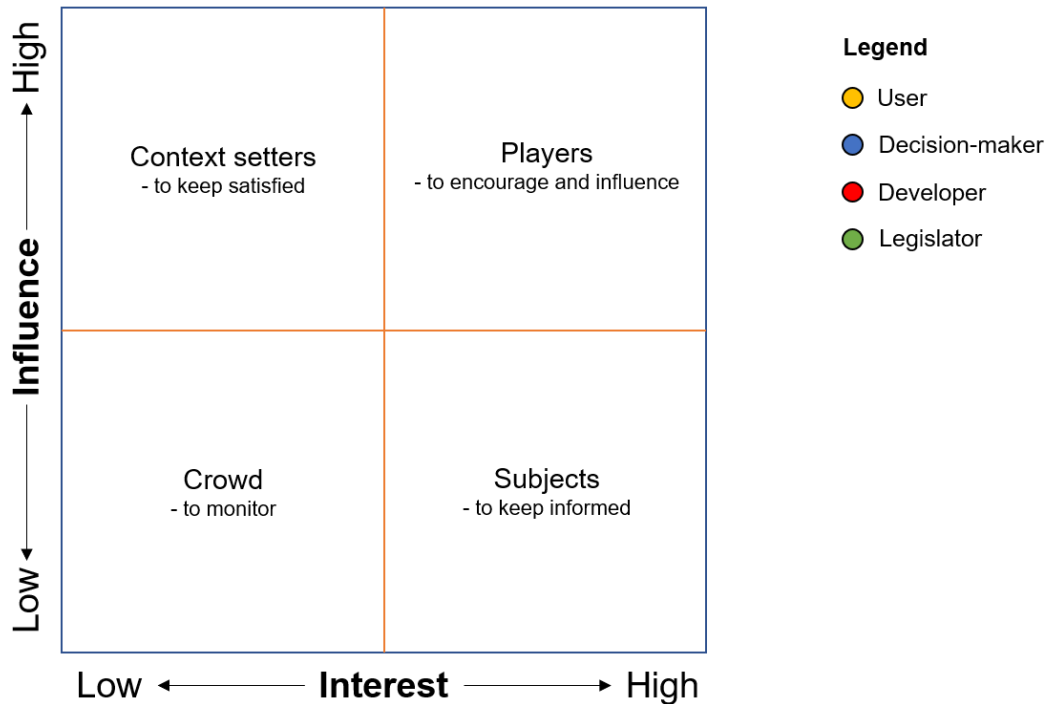 High
Influence
Low
Context setters
- to keep satisfied
Players
- to encourage and influence
Crowd
- to monitor
Subjects
- to keep informed
Low
Interest
High
Legend
User
Decision-maker
Developer
Legislator